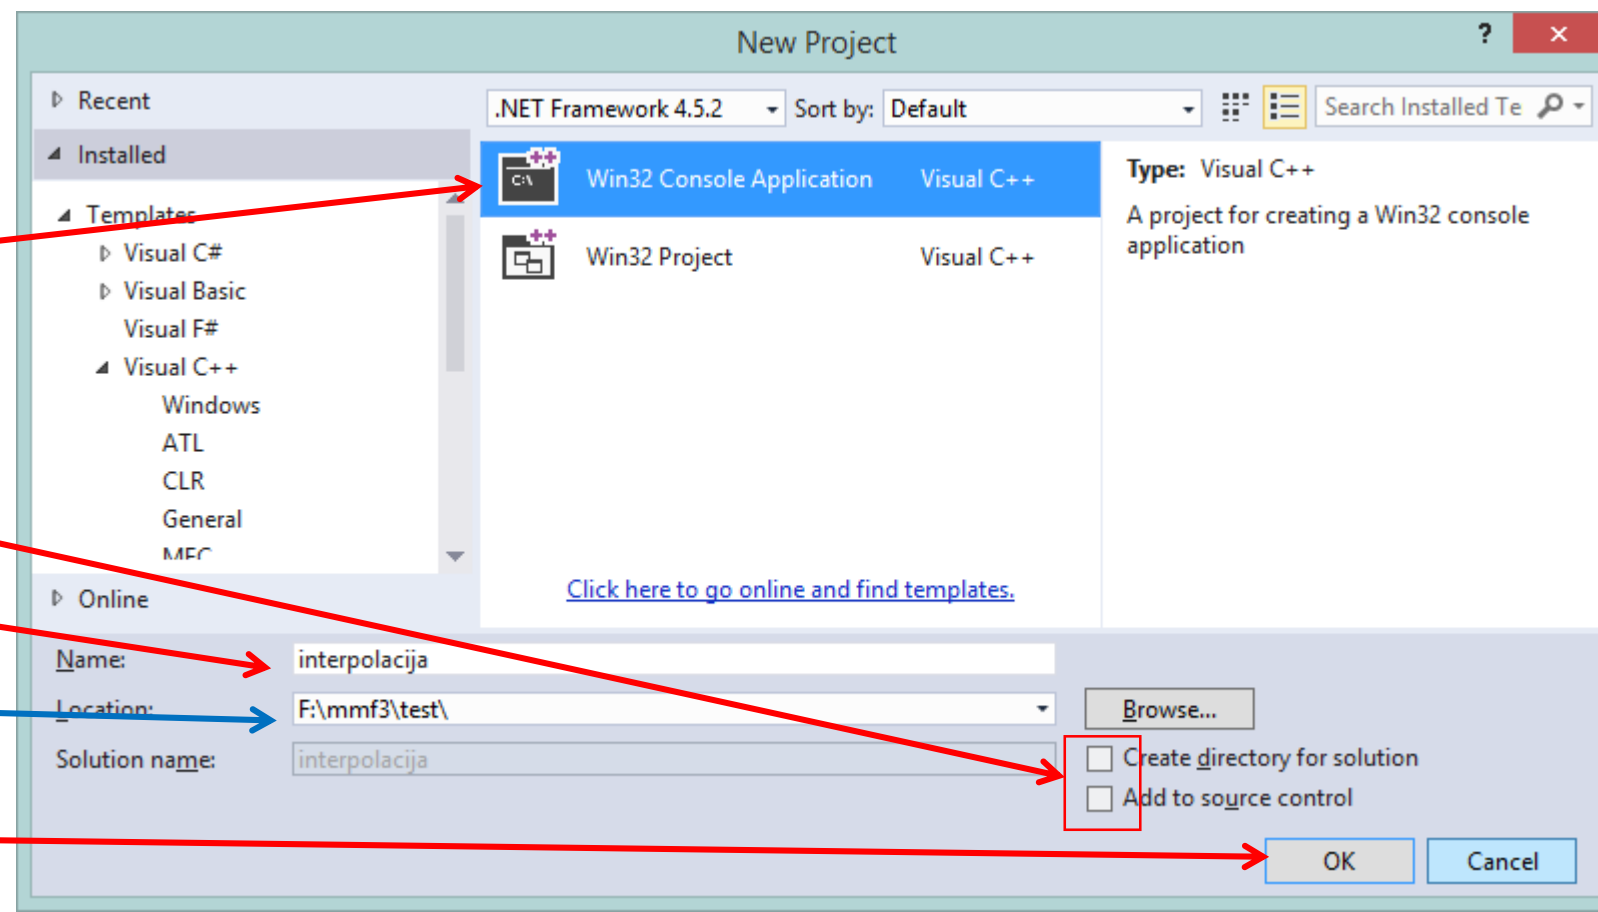 New Project
?
Recent
.NET Framework 4.5.2
Sort by:
Default
Search Installed Te
Installed
Templates
Visual C#
Visual Basic
Visual F#
Visual C++
Windows
ATL
CLR
General
MFC
Online
C:\
Win32 Console Application
Visual C++
Win32 Project
Visual C++
Click here to go online and find templates.
Type: Visual C++
A project for creating a Win32 console
application
Name:
interpolacija
Location:
F:\mmf3\test\
Browse...
Solution name:
interpolacija
Create directory for solution
Add to source control
OK
Cancel